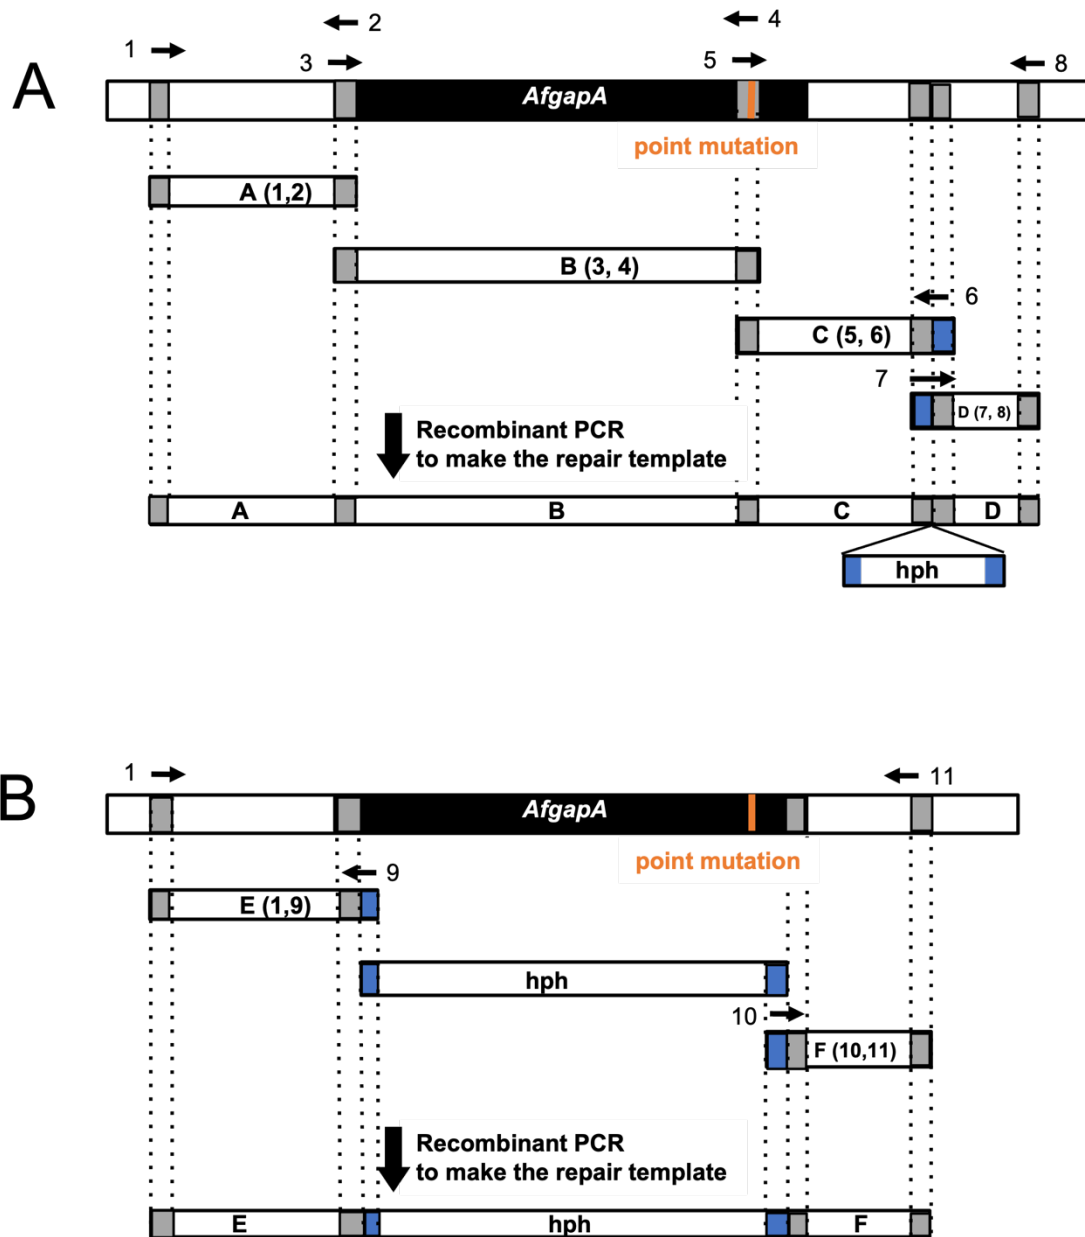 A
1
2
3
4
5
8
AfgapA
point mutation
A (1,2)
B (3, 4)
6
C (5, 6)
7
D (7, 8)
Recombinant PCR
to make the repair template
A B C D
hph
B
1
11
AfgapA
point mutation
9
E (1,9)
hph
10
F (10,11)
Recombinant PCR
to make the repair template
E hph F